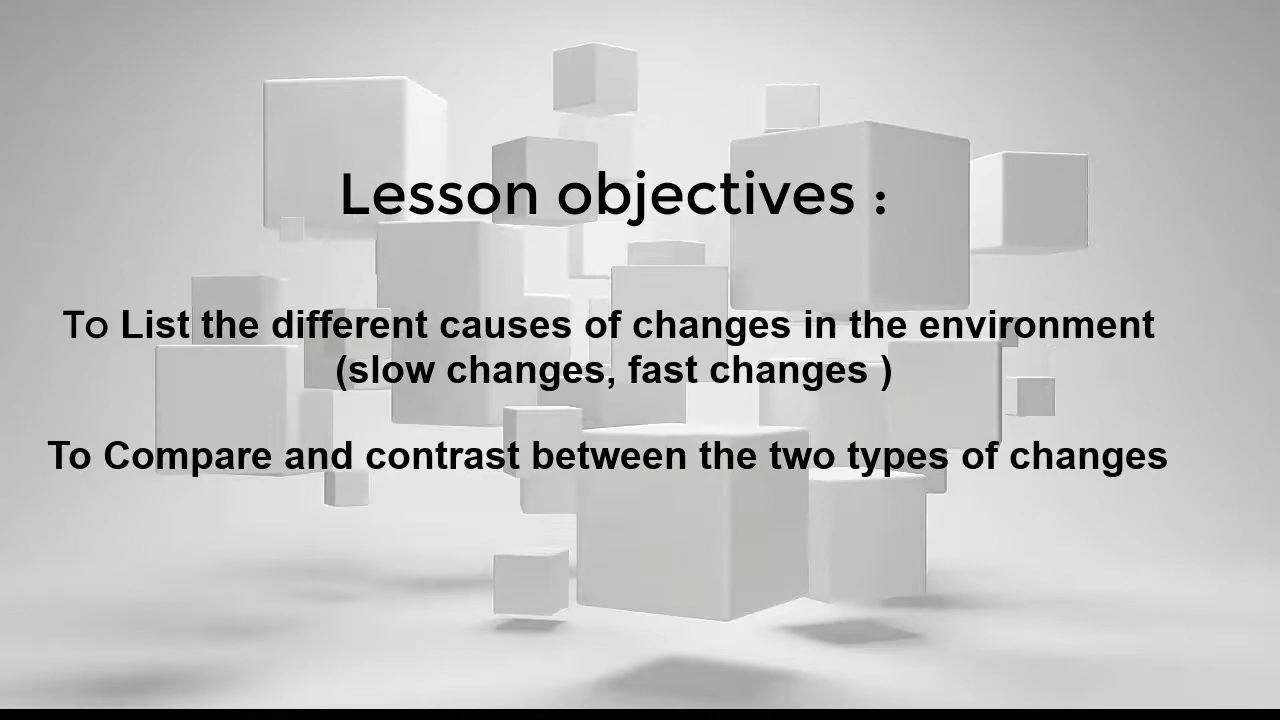 Lesson objectives :
To List the different causes of changes in the environment
(slow changes, fast changes )
To Compare and contrast between the two types of changes